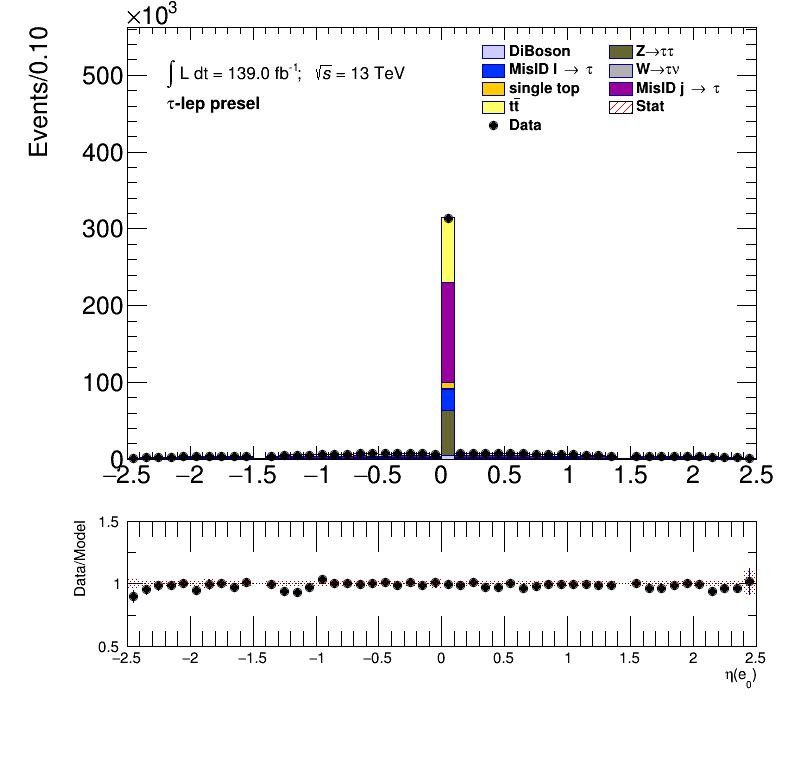 ×10³
Events/0.10
500
400
300
200
100
0
∫ L dt = 139.0 fb⁻¹; √s = 13 TeV
τ-lep presel
DiBoson
MisID l → τ
single top
tt̄
Data
Z→ττ
W→τν
MisID j → τ
Stat
−2.5 −2 −1.5 −1 −0.5 0 0.5 1 1.5 2 2.5
Data/Model
1.5
1
0.5
−2.5 −2 −1.5 −1 −0.5 0 0.5 1 1.5 2 2.5
η(e₀)